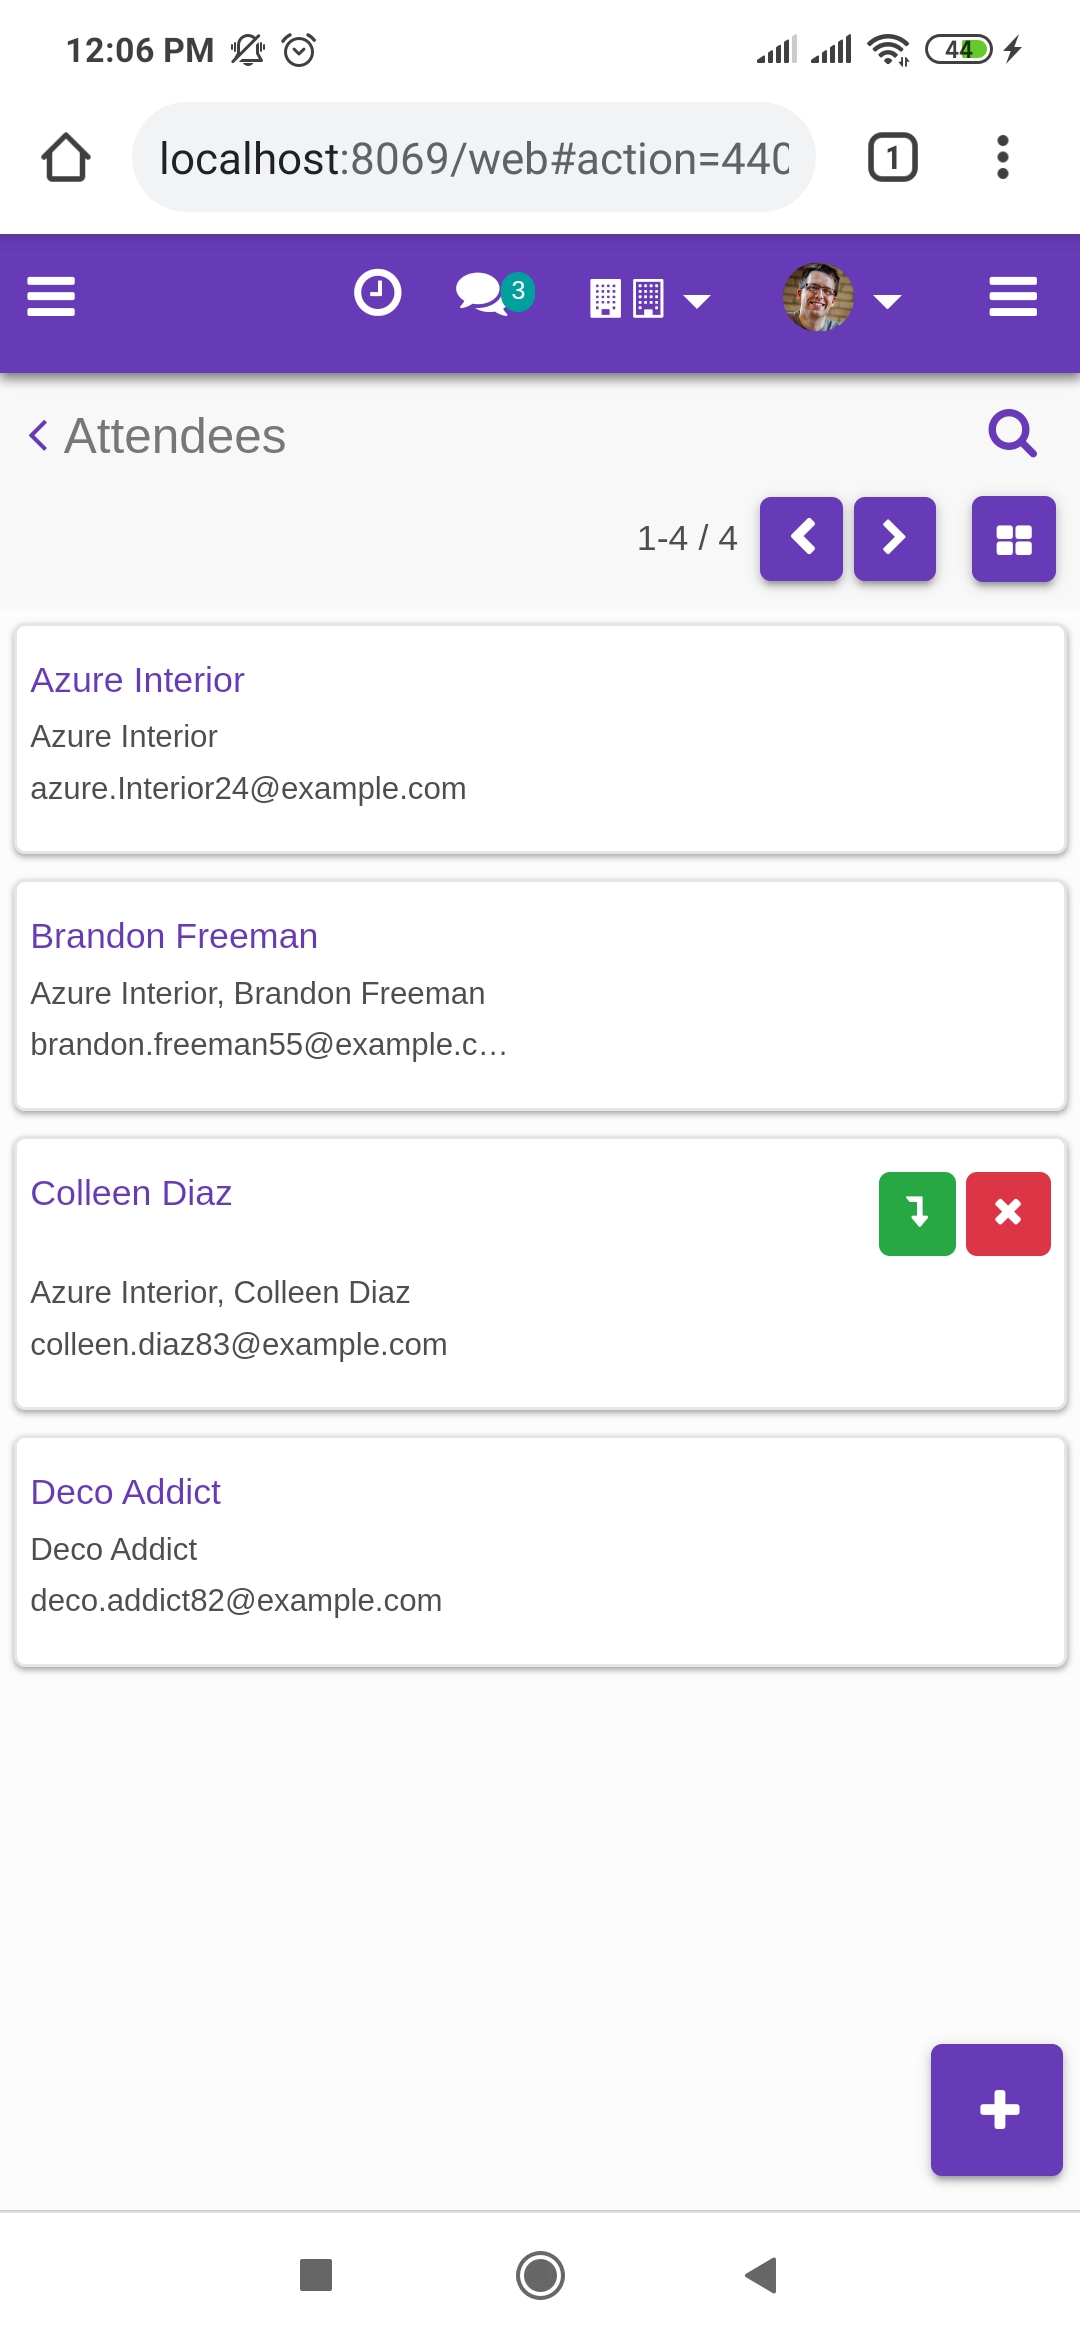 12:06 PM
44
localhost:8069/web#action=440
1
3
Attendees
1-4 / 4
Azure Interior
Azure Interior
azure.Interior24@example.com
Brandon Freeman
Azure Interior, Brandon Freeman
brandon.freeman55@example.c...
Colleen Diaz
Azure Interior, Colleen Diaz
colleen.diaz83@example.com
Deco Addict
Deco Addict
deco.addict82@example.com